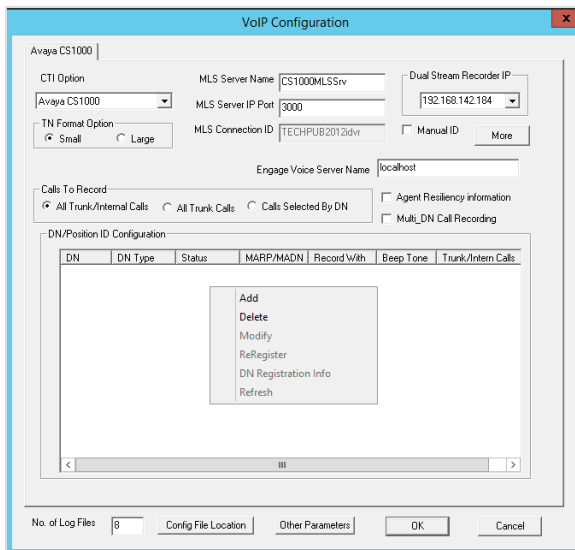 VoIP Configuration
x
Avaya CS1000
CTI Option
Avaya CS1000
MLS Server Name
CS1000MLSSrv
Dual Stream Recorder IP
192.168.142.184
MLS Server IP Port
3000
TN Format Option
Small
Large
MLS Connection ID
TECHPUB2012idvr
Manual ID
More
Engage Voice Server Name
localhost
Calls To Record
All Trunk/Internal Calls
All Trunk Calls
Calls Selected By DN
Agent Resiliency information
Multi_DN Call Recording
DN/Position ID Configuration
DN DN Type Status MARP/MADN Record With Beep Tone Trunk/Intern Calls
Add
Delete
Modify
ReRegister
DN Registration Info
Refresh
No. of Log Files
8
Config File Location
Other Parameters
OK
Cancel